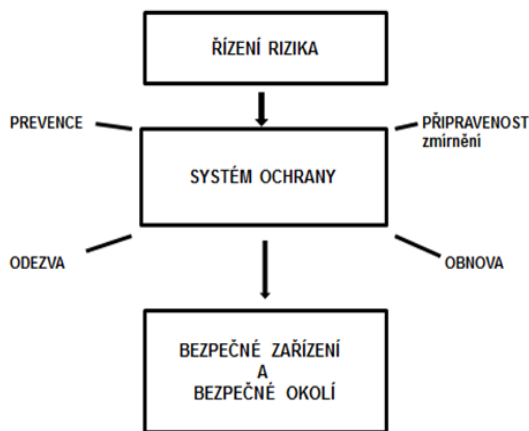 ŘÍZENÍ RIZIKA
PREVENCE
PŘIPRAVENOST
zmírnění
SYSTÉM OCHRANY
ODEZVA
OBNOVA
BEZPEČNÉ ZAŘÍZENÍ
A
BEZPEČNÉ OKOLÍ